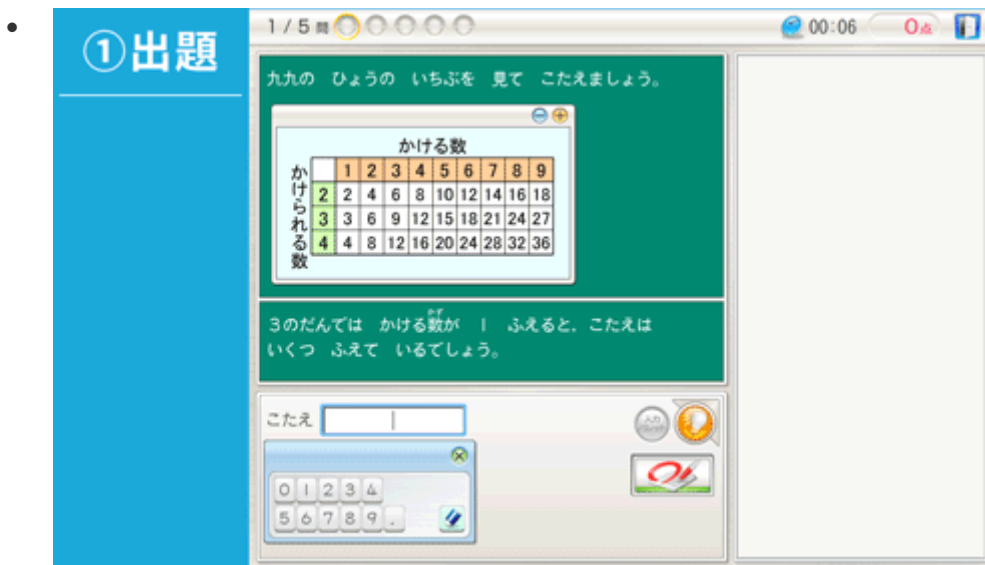 ①出題
1/5問
00:06
0点
九九の ひょうの いちぶを 見て こたえましょう。
かける数
かけられる数
1 2 3 4 5 6 7 8 9
2 2 4 6 8 10 12 14 16 18
3 3 6 9 12 15 18 21 24 27
4 4 8 12 16 20 24 28 32 36
3のだんでは かける数が 1 ふえると、こたえは
いくつ ふえて いるでしょう。
こたえ
0 1 2 3 4
5 6 7 8 9 .